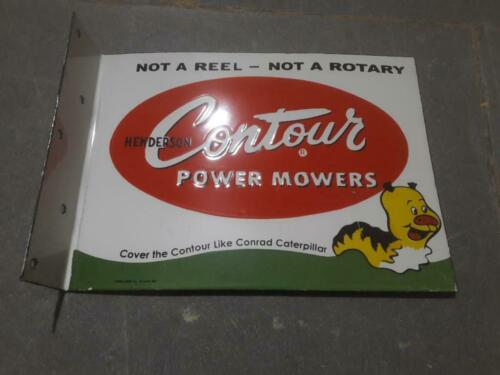 NOT A REEL - NOT A ROTARY
HENDERSON Contour ®
POWER MOWERS
Cover the Contour Like Conrad Caterpillar